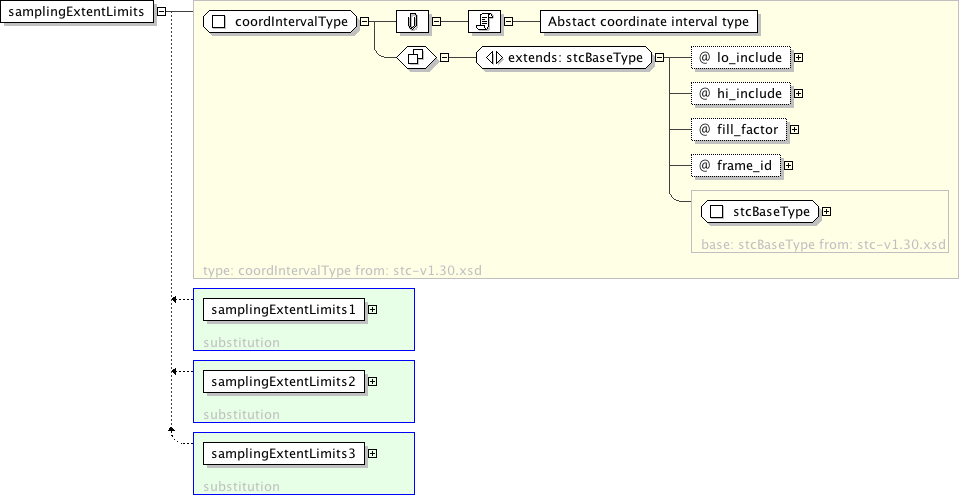 samplingExtentLimits
coordIntervalType
Abstact coordinate interval type
extends: stcBaseType
@ lo_include
@ hi_include
@ fill_factor
@ frame_id
stcBaseType
base: stcBaseType from: stc-v1.30.xsd
type: coordIntervalType from: stc-v1.30.xsd
samplingExtentLimits1
substitution
samplingExtentLimits2
substitution
samplingExtentLimits3
substitution